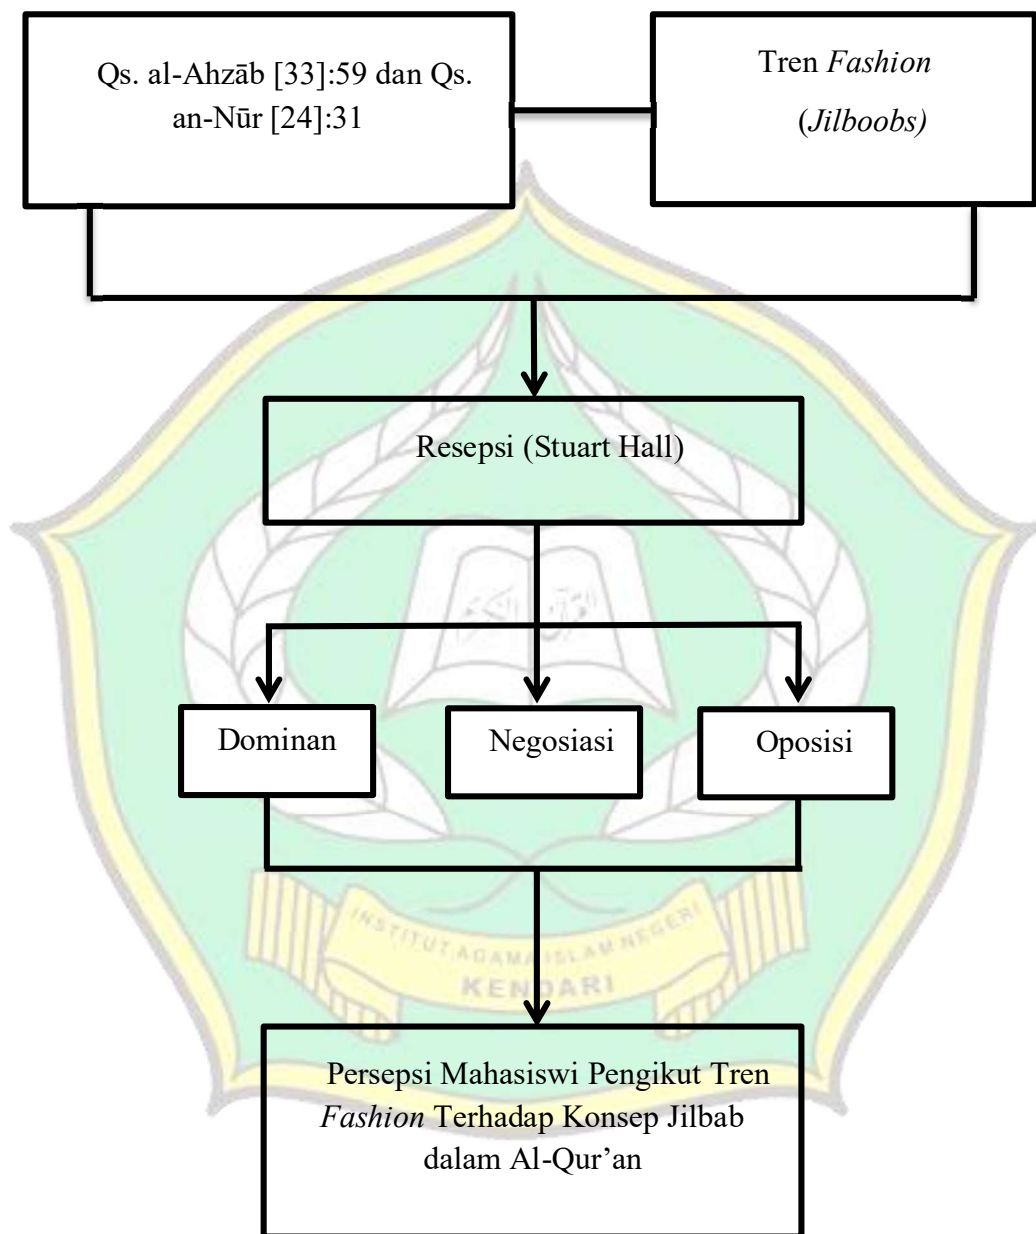 Qs. al-Ahzāb [33]:59 dan Qs.
an-Nūr [24]:31
Tren Fashion
(Jilboobs)
Resepsi (Stuart Hall)
Dominan
Negosiasi
Oposisi
INSTITUT AGAMA ISLAM NEGERI
KENDARI
Persepsi Mahasiswi Pengikut Tren
Fashion Terhadap Konsep Jilbab
dalam Al-Qur’an